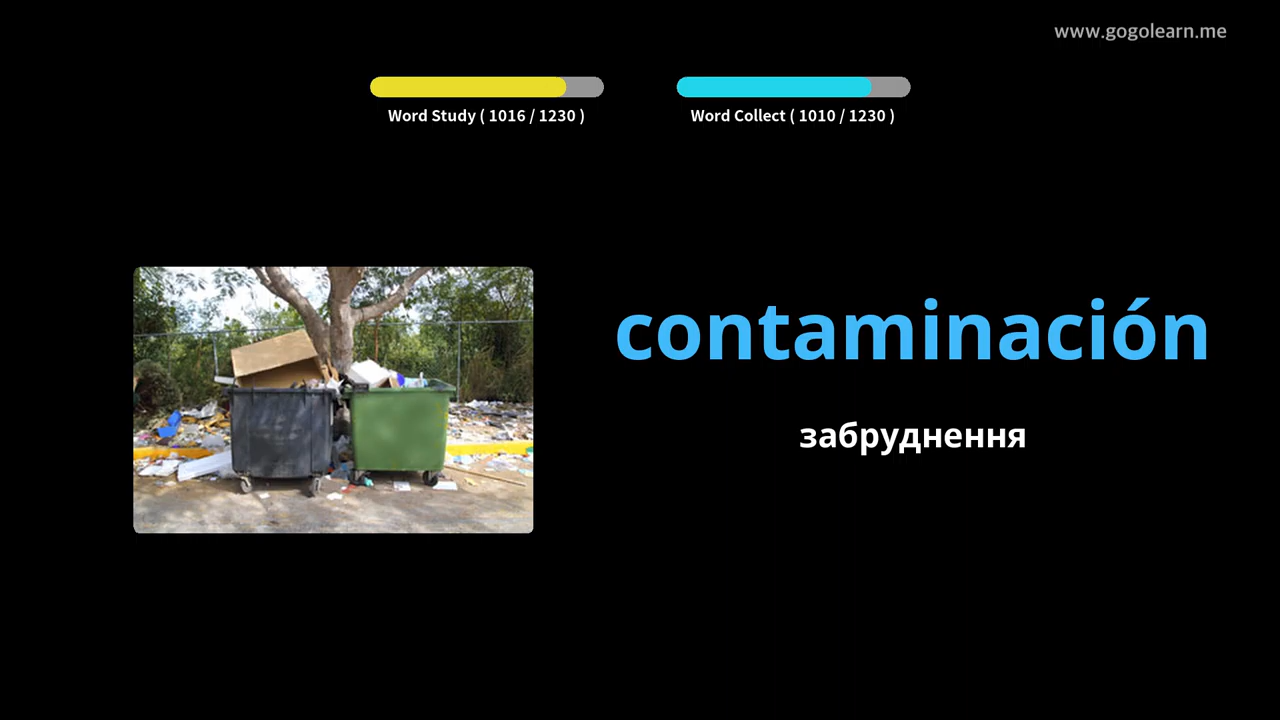 www.gogolearn.me
Word Study ( 1016 / 1230 )
Word Collect ( 1010 / 1230 )
contaminación
забруднення